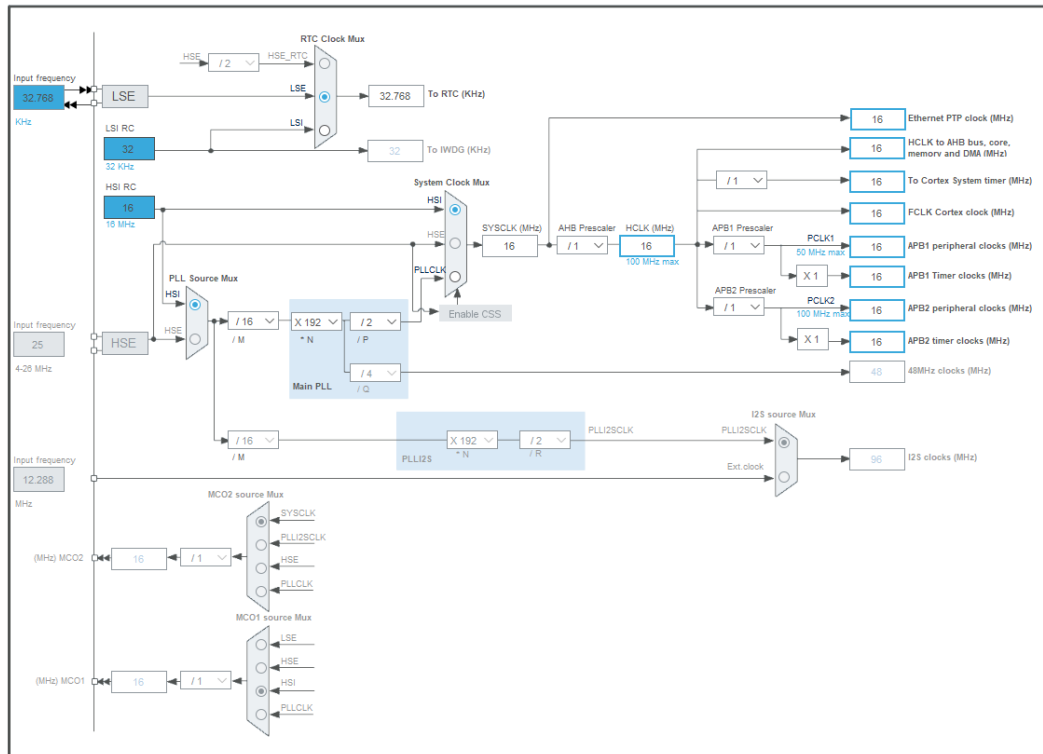 RTC Clock Mux
HSE
/ 2
HSE_RTC
Input frequency
32.768
KHz
LSE
LSE
32.768
To RTC (KHz)
LSI RC
32
32 KHz
LSI
32
To IWDG (KHz)
HSI RC
16
16 MHz
System Clock Mux
HSI
HSE
PLLCLK
SYSCLK (MHz)
16
AHB Prescaler
/ 1
HCLK (MHz)
16
100 MHz max
16
Ethernet PTP clock (MHz)
16
HCLK to AHB bus, core,
memory and DMA (MHz)
/ 1
16
To Cortex System timer (MHz)
16
FCLK Cortex clock (MHz)
APB1 Prescaler
/ 1
PCLK1
50 MHz max
16
APB1 peripheral clocks (MHz)
X 1
16
APB1 Timer clocks (MHz)
APB2 Prescaler
/ 1
PCLK2
100 MHz max
16
APB2 peripheral clocks (MHz)
X 1
16
APB2 timer clocks (MHz)
48
48MHz clocks (MHz)
Enable CSS
PLL Source Mux
HSI
HSE
Input frequency
25
4-26 MHz
HSE
/ 16
/ M
X 192
* N
/ 2
/ P
Main PLL
/ 4
/ Q
/ 16
/ M
PLLI2S
X 192
* N
/ 2
/ R
PLLI2SCLK
I2S source Mux
PLLI2SCLK
Ext.clock
96
I2S clocks (MHz)
Input frequency
12.288
MHz
MCO2 source Mux
SYSCLK
PLLI2SCLK
HSE
PLLCLK
(MHz) MCO2
16
/ 1
MCO1 source Mux
LSE
HSE
HSI
PLLCLK
(MHz) MCO1
16
/ 1